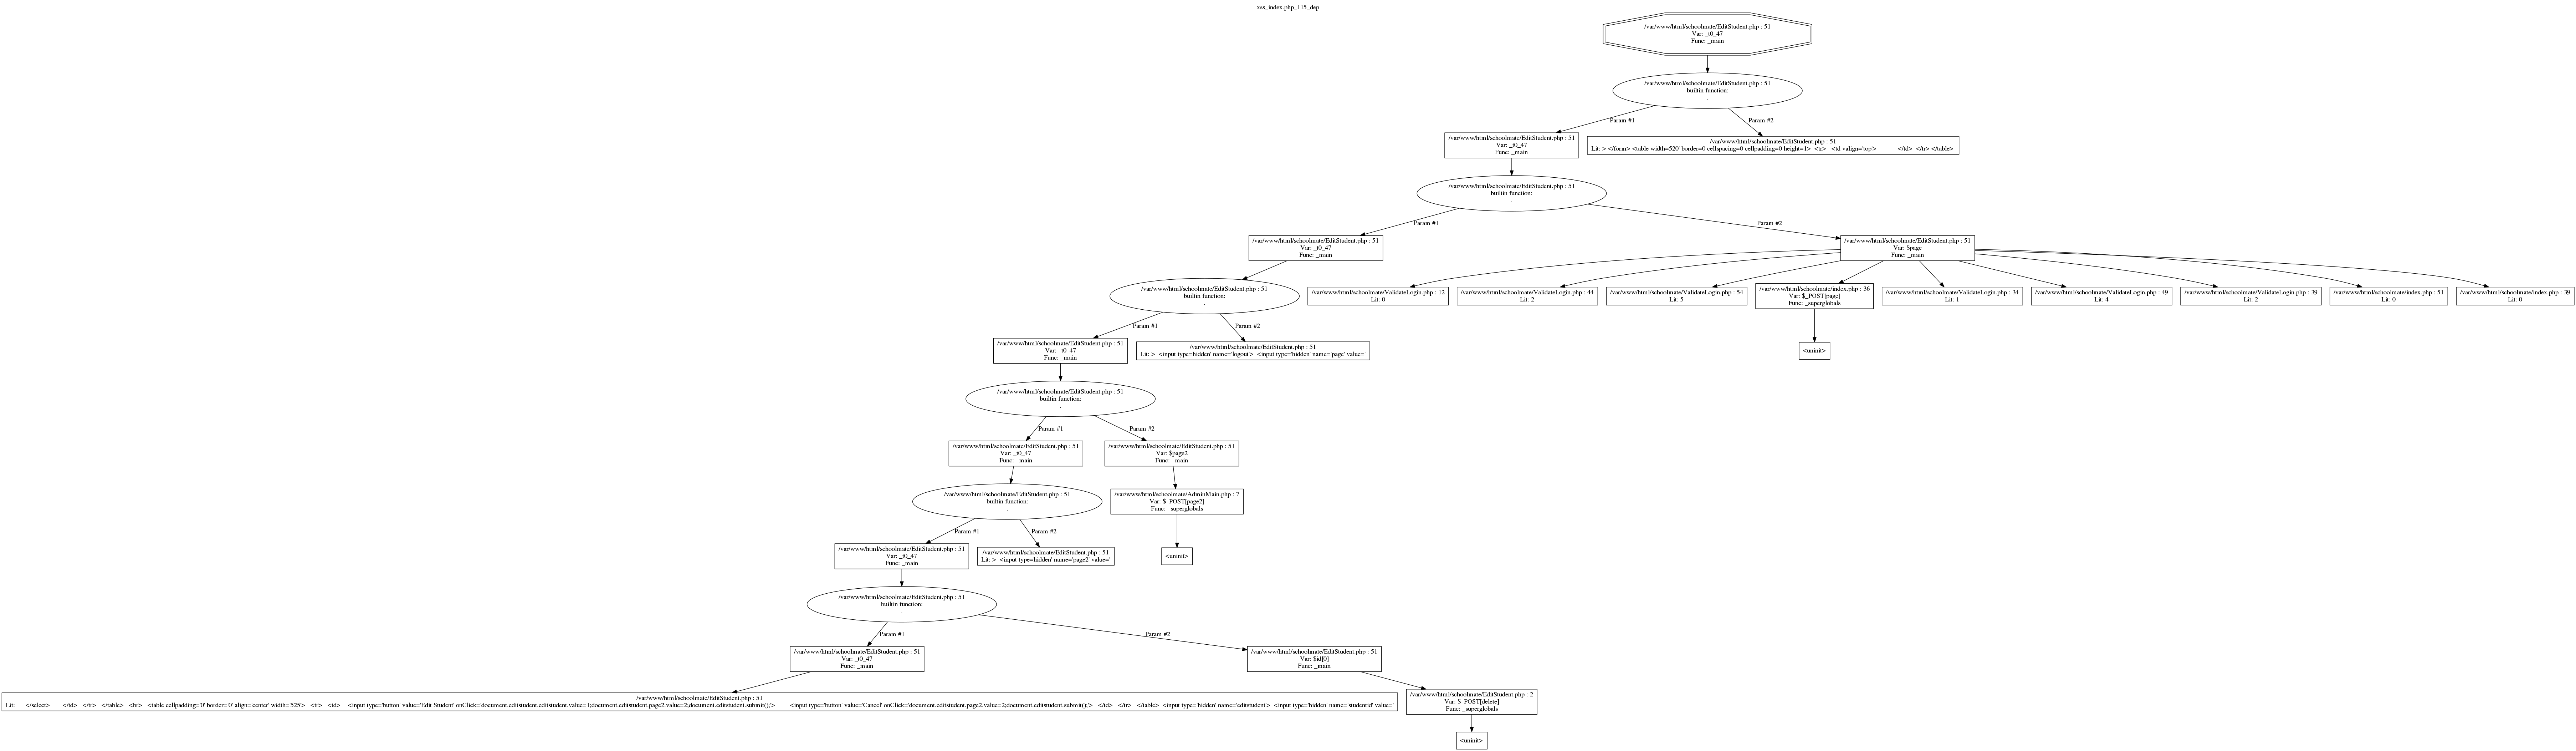 xss_index.php_115_dep
/var/www/html/schoolmate/EditStudent.php : 51
Var: _t0_47
Func: _main
/var/www/html/schoolmate/EditStudent.php : 51
builtin function:
.
Param #1
Param #2
/var/www/html/schoolmate/EditStudent.php : 51
Var: _t0_47
Func: _main
/var/www/html/schoolmate/EditStudent.php : 51
Lit: > </form> <table width=520' border=0 cellspacing=0 cellpadding=0 height=1> <tr> <td valign='top'> </td> </tr> </table>
/var/www/html/schoolmate/EditStudent.php : 51
builtin function:
.
Param #1
Param #2
/var/www/html/schoolmate/EditStudent.php : 51
Var: _t0_47
Func: _main
/var/www/html/schoolmate/EditStudent.php : 51
Var: $page
Func: _main
/var/www/html/schoolmate/EditStudent.php : 51
builtin function:
.
/var/www/html/schoolmate/ValidateLogin.php : 12
Lit: 0
/var/www/html/schoolmate/ValidateLogin.php : 44
Lit: 2
/var/www/html/schoolmate/ValidateLogin.php : 54
Lit: 5
/var/www/html/schoolmate/index.php : 36
Var: $_POST[page]
Func: _superglobals
/var/www/html/schoolmate/ValidateLogin.php : 34
Lit: 1
/var/www/html/schoolmate/ValidateLogin.php : 49
Lit: 4
/var/www/html/schoolmate/ValidateLogin.php : 39
Lit: 2
/var/www/html/schoolmate/index.php : 51
Lit: 0
/var/www/html/schoolmate/index.php : 39
Lit: 0
Param #1
Param #2
/var/www/html/schoolmate/EditStudent.php : 51
Var: _t0_47
Func: _main
/var/www/html/schoolmate/EditStudent.php : 51
Lit: > <input type=hidden' name='logout'> <input type='hidden' name='page' value='
<uninit>
/var/www/html/schoolmate/EditStudent.php : 51
builtin function:
.
Param #1
Param #2
/var/www/html/schoolmate/EditStudent.php : 51
Var: _t0_47
Func: _main
/var/www/html/schoolmate/EditStudent.php : 51
Var: $page2
Func: _main
/var/www/html/schoolmate/EditStudent.php : 51
builtin function:
.
/var/www/html/schoolmate/AdminMain.php : 7
Var: $_POST[page2]
Func: _superglobals
Param #1
Param #2
/var/www/html/schoolmate/EditStudent.php : 51
Var: _t0_47
Func: _main
/var/www/html/schoolmate/EditStudent.php : 51
Lit: > <input type=hidden' name='page2' value='
<uninit>
/var/www/html/schoolmate/EditStudent.php : 51
builtin function:
.
Param #1
Param #2
/var/www/html/schoolmate/EditStudent.php : 51
Var: _t0_47
Func: _main
/var/www/html/schoolmate/EditStudent.php : 51
Var: $id[0]
Func: _main
/var/www/html/schoolmate/EditStudent.php : 51
Lit: </select> </td> </tr> </table> <br> <table cellpadding='0' border='0' align='center' width='525'> <tr> <td> <input type='button' value='Edit Student' onClick='document.editstudent.editstudent.value=1;document.editstudent.page2.value=2;document.editstudent.submit();'> <input type='button' value='Cancel' onClick='document.editstudent.page2.value=2;document.editstudent.submit();'> </td> </tr> </table> <input type='hidden' name='editstudent'> <input type='hidden' name='studentid' value='
/var/www/html/schoolmate/EditStudent.php : 2
Var: $_POST[delete]
Func: _superglobals
<uninit>